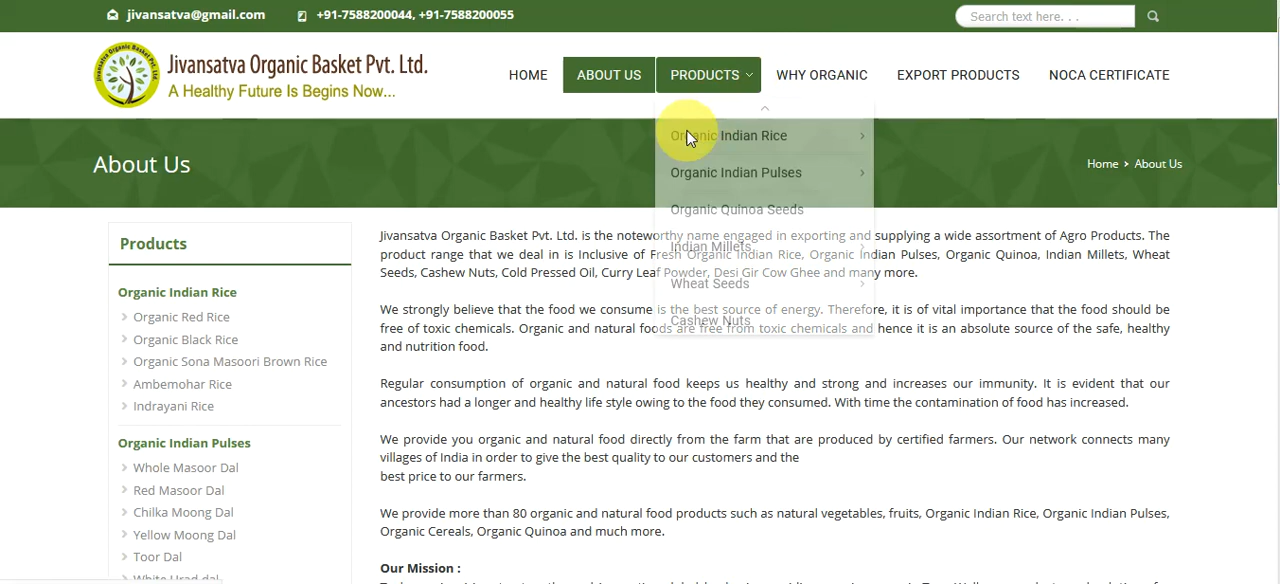 jivansatva@gmail.com +91-7588200044, +91-7588200055 Search text here. . .
Jivansatva Organic Basket Pvt. Ltd.
A Healthy Future Is Begins Now...
HOME ABOUT US PRODUCTS WHY ORGANIC EXPORT PRODUCTS NOCA CERTIFICATE
Organic Indian Rice
Organic Indian Pulses
Organic Quinoa Seeds
Indian Millets
Wheat Seeds
Cashew Nuts
About Us
Home > About Us
Products
Organic Indian Rice
Organic Red Rice
Organic Black Rice
Organic Sona Masoori Brown Rice
Ambemohar Rice
Indrayani Rice
Organic Indian Pulses
Whole Masoor Dal
Red Masoor Dal
Chilka Moong Dal
Yellow Moong Dal
Toor Dal
White Urad dal
Jivansatva Organic Basket Pvt. Ltd. is the noteworthy name engaged in exporting and supplying a wide assortment of Agro Products. The
product range that we deal in is Inclusive of Fresh Organic Indian Rice, Organic Indian Pulses, Organic Quinoa, Indian Millets, Wheat
Seeds, Cashew Nuts, Cold Pressed Oil, Curry Leaf Powder, Desi Gir Cow Ghee and many more.
We strongly believe that the food we consume is the best source of energy. Therefore, it is of vital importance that the food should be
free of toxic chemicals. Organic and natural foods are free from toxic chemicals and hence it is an absolute source of the safe, healthy
and nutrition food.
Regular consumption of organic and natural food keeps us healthy and strong and increases our immunity. It is evident that our
ancestors had a longer and healthy life style owing to the food they consumed. With time the contamination of food has increased.
We provide you organic and natural food directly from the farm that are produced by certified farmers. Our network connects many
villages of India in order to give the best quality to our customers and the
best price to our farmers.
We provide more than 80 organic and natural food products such as natural vegetables, fruits, Organic Indian Rice, Organic Indian Pulses,
Organic Cereals, Organic Quinoa and much more.
Our Mission :